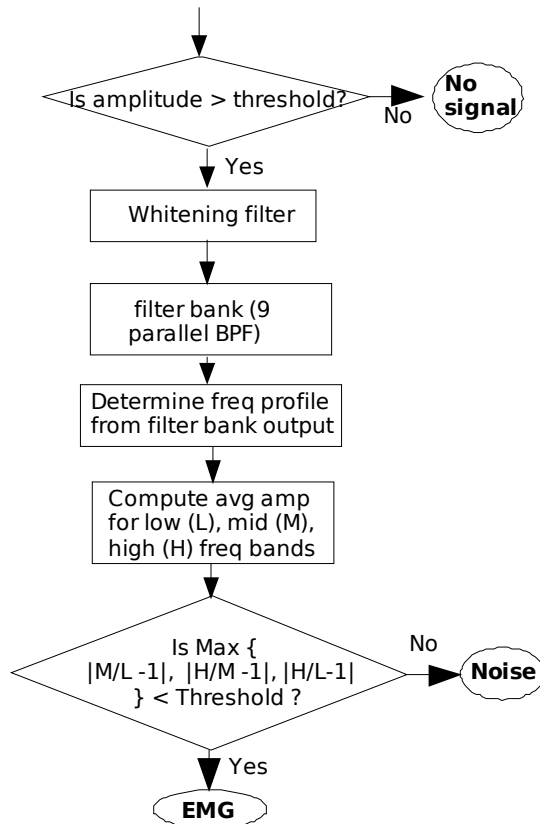 Is amplitude > threshold?
No
No
signal
Yes
Whitening filter
filter bank (9
parallel BPF)
Determine freq profile
from filter bank output
Compute avg amp
for low (L), mid (M),
high (H) freq bands
Is Max {
|M/L -1|, |H/M -1|, |H/L-1|
} < Threshold ?
No
Noise
Yes
EMG